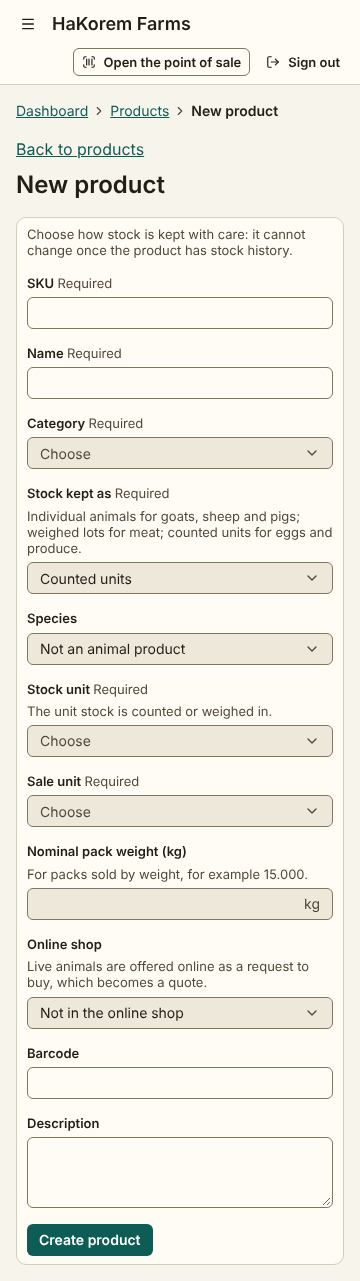 HaKorem Farms
Open the point of sale
Sign out
Dashboard > Products > New product
Back to products
New product
Choose how stock is kept with care: it cannot
change once the product has stock history.
SKU Required
Name Required
Category Required
Choose
Stock kept as Required
Individual animals for goats, sheep and pigs;
weighed lots for meat; counted units for eggs and
produce.
Counted units
Species
Not an animal product
Stock unit Required
The unit stock is counted or weighed in.
Choose
Sale unit Required
Choose
Nominal pack weight (kg)
For packs sold by weight, for example 15.000.
kg
Online shop
Live animals are offered online as a request to
buy, which becomes a quote.
Not in the online shop
Barcode
Description
Create product